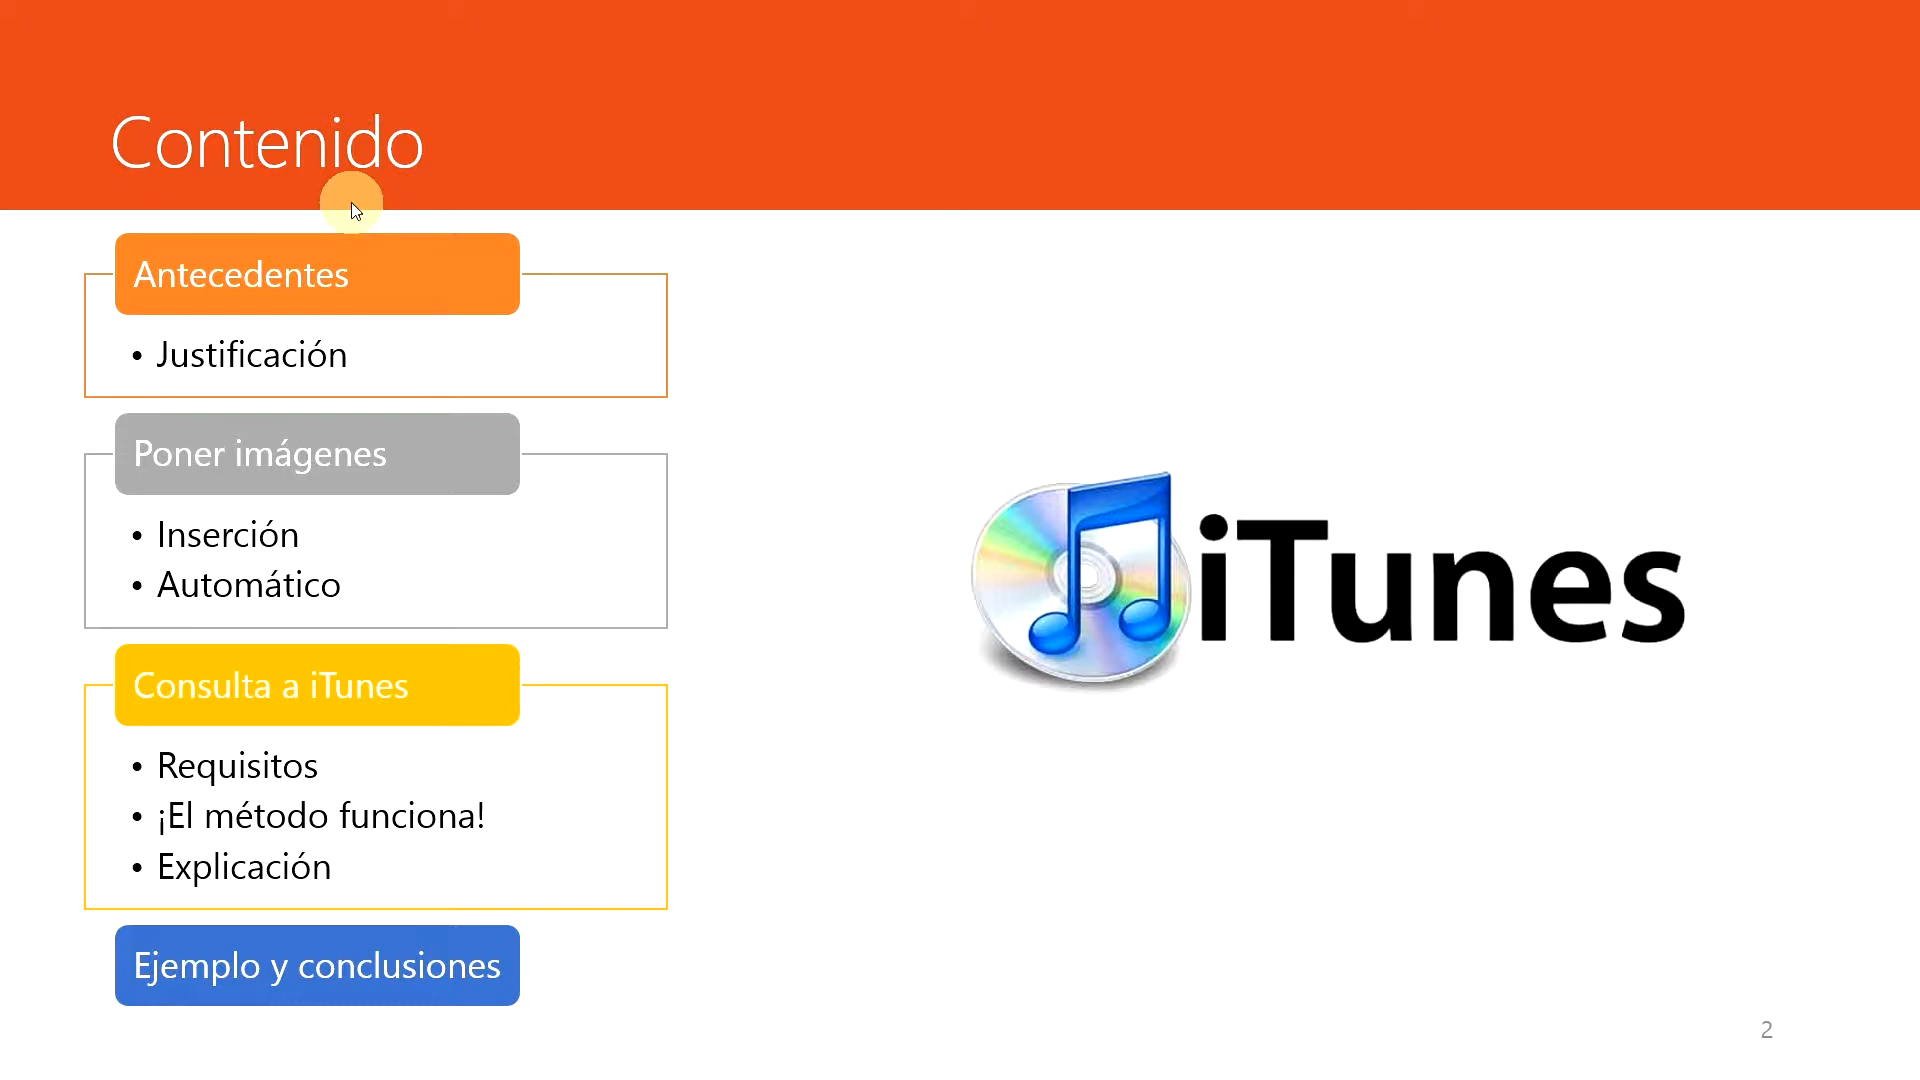 Contenido
Antecedentes
• Justificación
Poner imágenes
• Inserción
• Automático
Consulta a iTunes
• Requisitos
• ¡El método funciona!
• Explicación
Ejemplo y conclusiones
iTunes
2